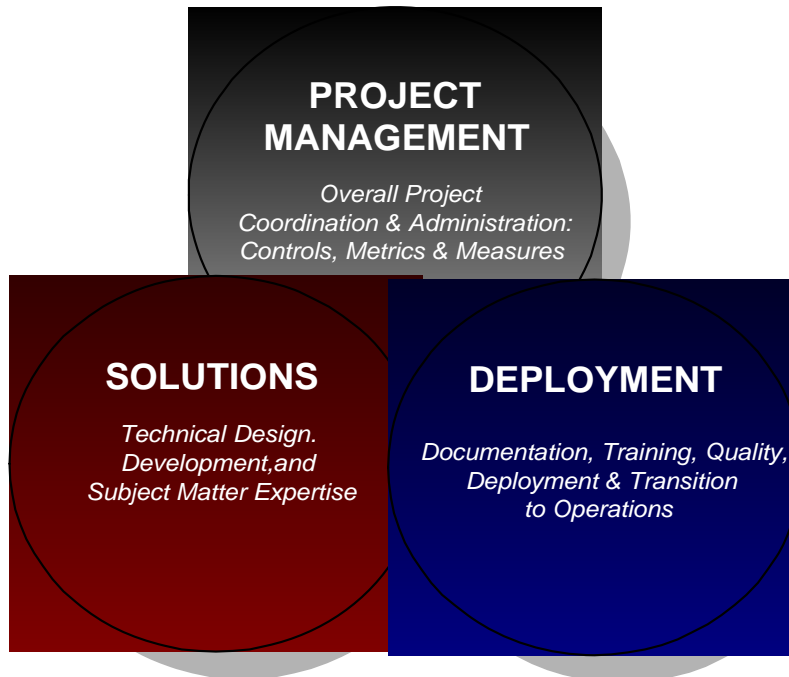 PROJECT
MANAGEMENT
Overall Project
Coordination & Administration:
Controls, Metrics & Measures
SOLUTIONS
Technical Design.
Development,and
Subject Matter Expertise
DEPLOYMENT
Documentation, Training, Quality,
Deployment & Transition
to Operations